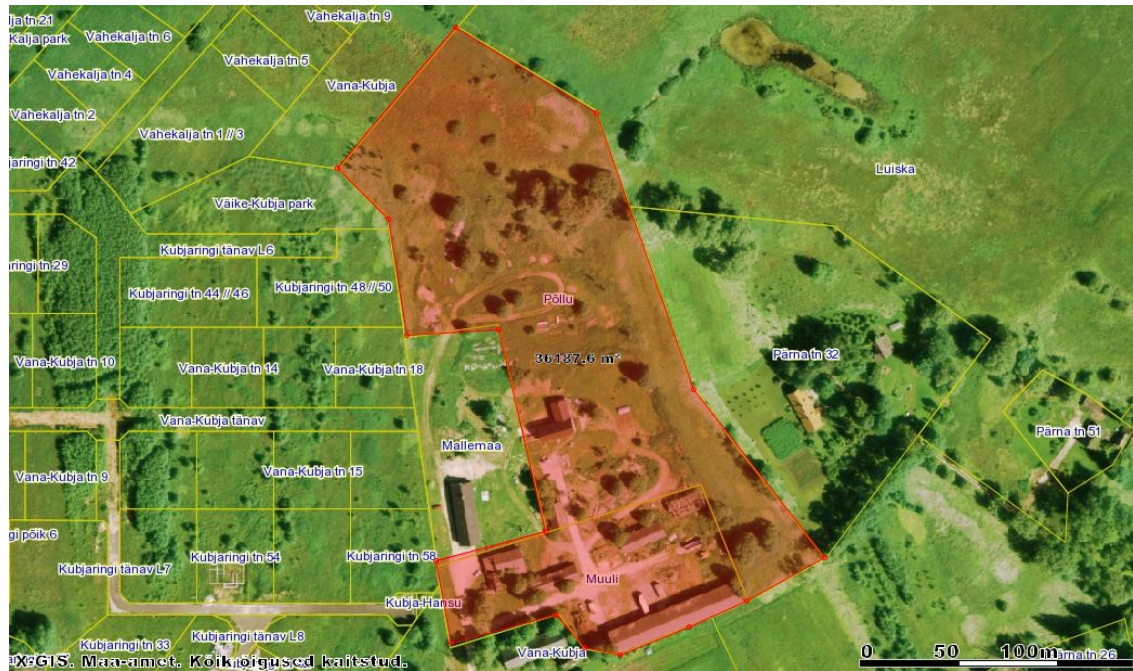 lja tn 21
Kalja park
Vahekalja tn 6
Vahekalja tn 9
Vahekalja tn 4
Vahekalja tn 5
Vana-Kubja
Vahekalja tn 2
Vahekalja tn 1 // 3
jaringi tn 42
Luiska
Väike-Kubja park
Kubjaringi tänav L6
ringi tn 29
Kubjaringi tn 44 // 46
Kubjaringi tn 48 // 50
Põllu
36187,6 m²
Pärna tn 32
Vana-Kubja tn 10
Vana-Kubja tn 14
Vana-Kubja tn 18
Vana-Kubja tänav
Mallemaa
Pärna tn 51
Vana-Kubja tn 9
Vana-Kubja tn 15
gi põik 6
Kubjaringi tn 54
Kubjaringi tn 58
Kubjaringi tänav L7
Muuli
Kubja-Hansu
Kubjaringi tn 33
Kubjaringi tänav L8
Vana-Kubja
tn 26
X-GIS. Maa-amet. Kõik õigused kaitstud.
0 50 100m